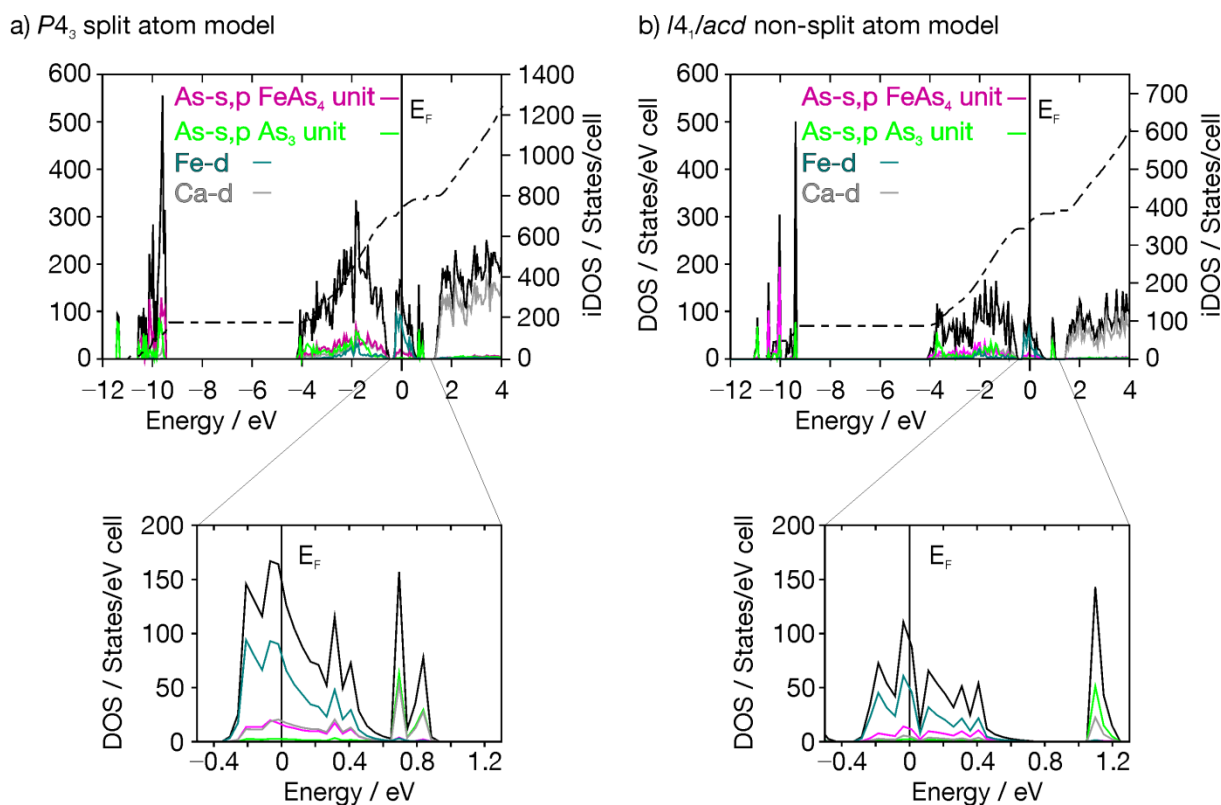 a) P4₃ split atom model
b) I4₁/acd non-split atom model
600
500
400
300
200
100
0
−12 −10 −8 −6 −4 −2 0 2 4
Energy / eV
1400
1200
1000
800
600
400
200
0
iDOS / States/cell
As-s,p FeAs₄ unit
As-s,p As₃ unit
Fe-d
Ca-d
E_F
DOS / States/eV cell
600
500
400
300
200
100
0
−12 −10 −8 −6 −4 −2 0 2 4
Energy / eV
700
600
500
400
300
200
100
0
iDOS / States/cell
As-s,p FeAs₄ unit
As-s,p As₃ unit
Fe-d
Ca-d
E_F
DOS / States/eV cell
200
150
100
50
0
−0.4 0 0.4 0.8 1.2
Energy / eV
E_F
DOS / States/eV cell
200
150
100
50
0
−0.4 0 0.4 0.8 1.2
Energy / eV
E_F